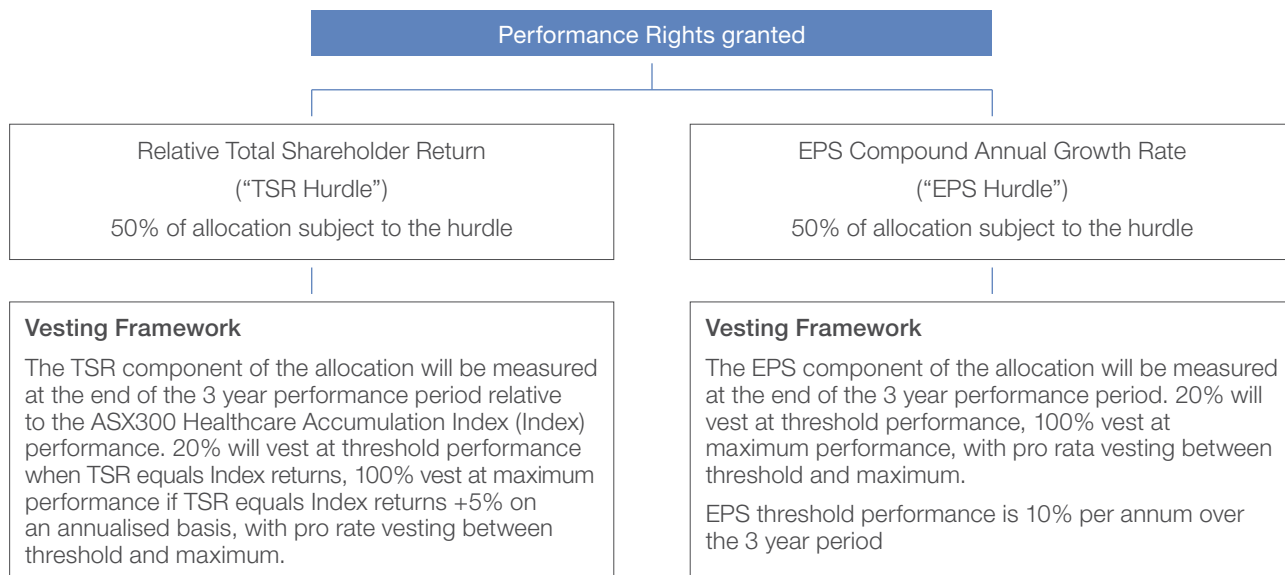 Performance Rights granted
Relative Total Shareholder Return
(“TSR Hurdle”)
50% of allocation subject to the hurdle
EPS Compound Annual Growth Rate
(“EPS Hurdle”)
50% of allocation subject to the hurdle
Vesting Framework
The TSR component of the allocation will be measured
at the end of the 3 year performance period relative
to the ASX300 Healthcare Accumulation Index (Index)
performance. 20% will vest at threshold performance
when TSR equals Index returns, 100% vest at maximum
performance if TSR equals Index returns +5% on
an annualised basis, with pro rate vesting between
threshold and maximum.
Vesting Framework
The EPS component of the allocation will be measured
at the end of the 3 year performance period. 20% will
vest at threshold performance, 100% vest at
maximum performance, with pro rata vesting between
threshold and maximum.
EPS threshold performance is 10% per annum over
the 3 year period